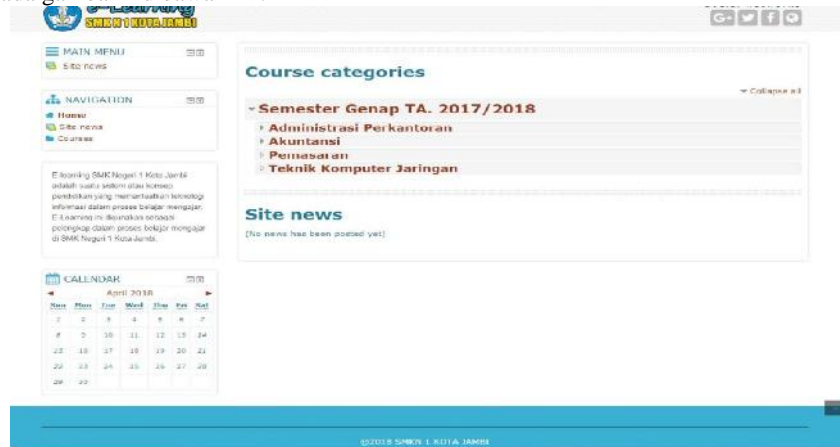 e-Learning
SMK N 1 KOTA JAMBI
MAIN MENU
Site news
NAVIGATION
Home
Site news
Courses
E-learning SMK Negeri 1 Kota Jambi
adalah suatu sistem atau konsep
pendidikan yang memanfaatkan teknologi
informasi dalam proses belajar mengajar.
E-Learning ini digunakan sebagai
pelengkap dalam proses belajar mengajar
di SMK Negeri 1 Kota Jambi.
CALENDAR
April 2018
Sun Mon Tue Wed Thu Fri Sat
1 2 3 4 5 6 7
8 9 10 11 12 13 14
15 16 17 18 19 20 21
22 23 24 25 26 27 28
29 30
Course categories
Collapse all
Semester Genap TA. 2017/2018
Administrasi Perkantoran
Akuntansi
Pemasaran
Teknik Komputer Jaringan
Site news
(No news has been posted yet)
©2018 SMKN 1 KOTA JAMBI